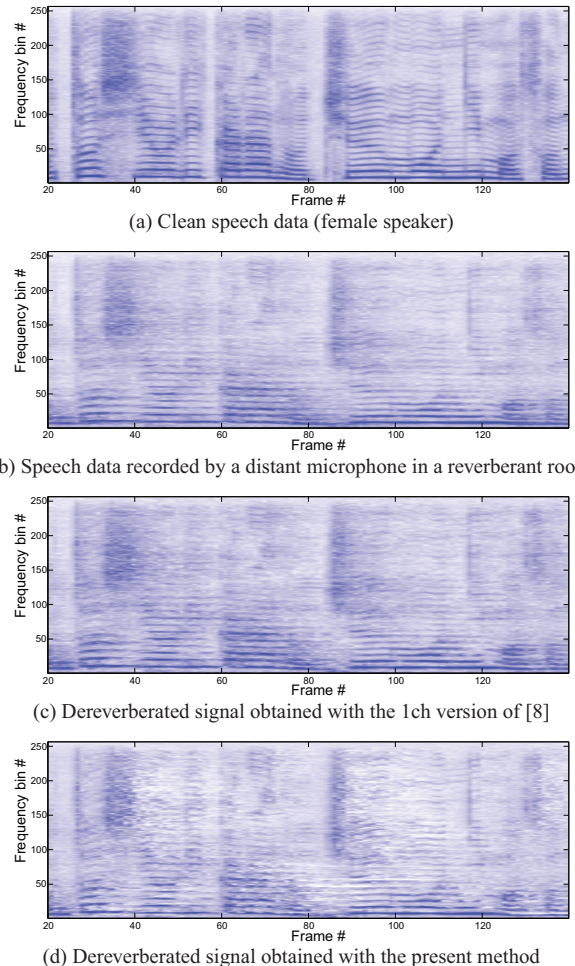 250
200
150
100
50
Frequency bin #
20 40 60 80 100 120
Frame #
(a) Clean speech data (female speaker)
250
200
150
100
50
Frequency bin #
20 40 60 80 100 120
Frame #
b) Speech data recorded by a distant microphone in a reverberant roo
250
200
150
100
50
Frequency bin #
20 40 60 80 100 120
Frame #
(c) Dereverberated signal obtained with the 1ch version of [8]
250
200
150
100
50
Frequency bin #
20 40 60 80 100 120
Frame #
(d) Dereverberated signal obtained with the present method